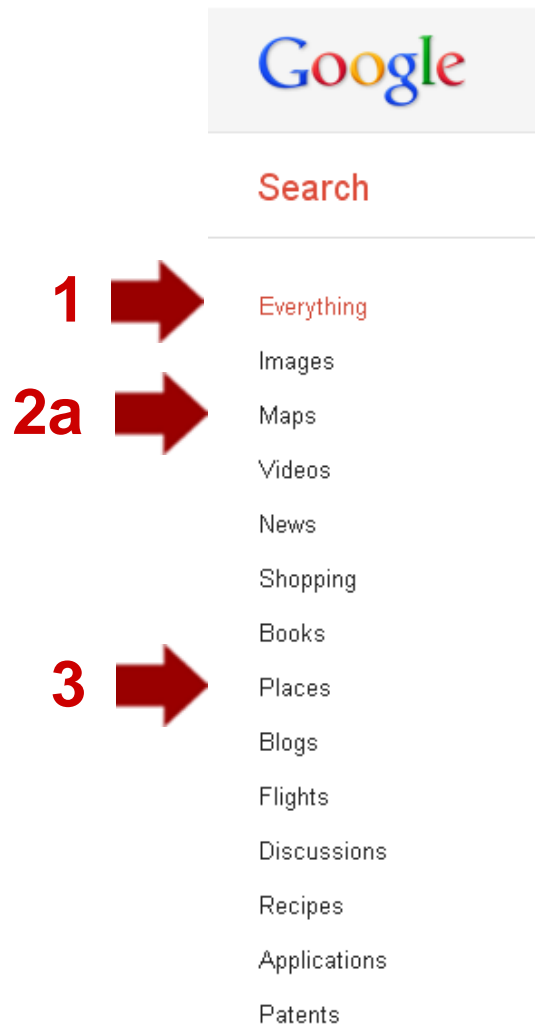 Google
Search
1 Everything
Images
2a Maps
Videos
News
Shopping
Books
3 Places
Blogs
Flights
Discussions
Recipes
Applications
Patents